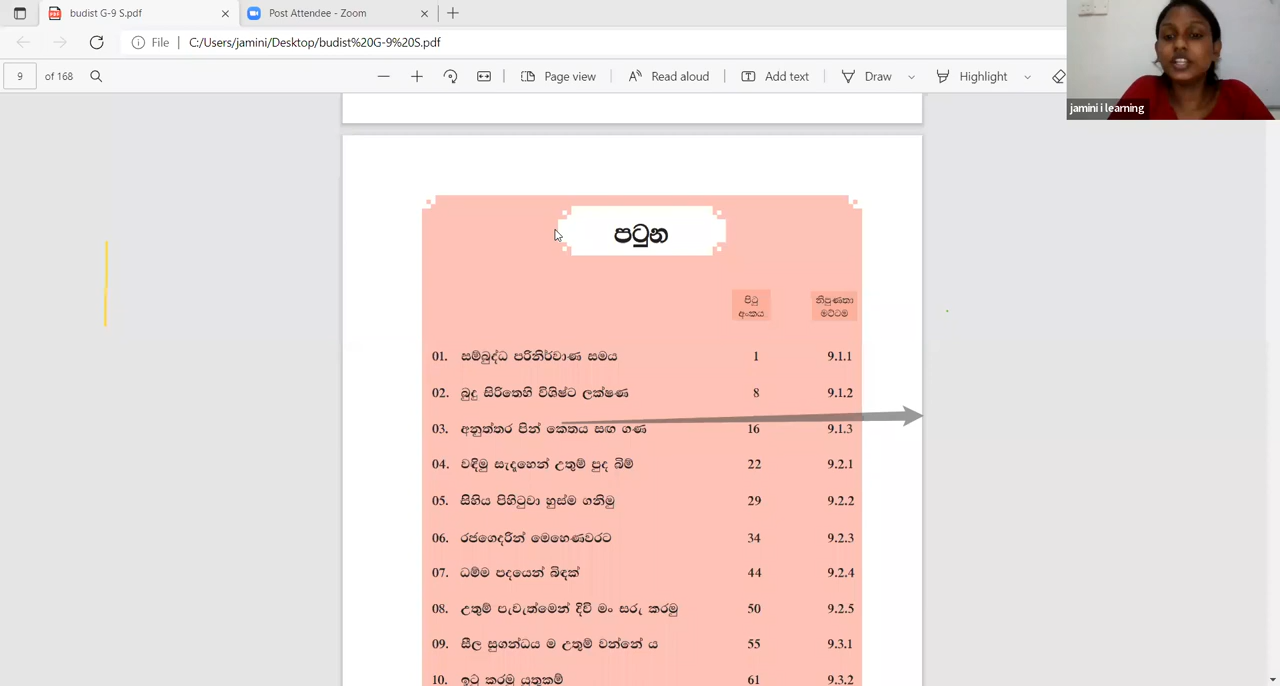 budist G-9 S.pdf
Post Attendee - Zoom
File C:/Users/jamini/Desktop/budist%20G-9%20S.pdf
9 of 168 Page view Read aloud Add text Draw Highlight
jamini i learning
පටුන
පිටු අංකය
නිපුණතා මට්ටම
01. සම්බුද්ධ පරිනිර්වාණ සමය 1 9.1.1
02. බුදු සිරිතෙහි විශිෂ්ට ලක්ෂණ 8 9.1.2
03. අනුත්තර පින් කෙතය සඟ ගණ 16 9.1.3
04. වඳිමු සැදැහෙන් උතුම් පුද බිම් 22 9.2.1
05. සිහිය පිහිටුවා හුස්ම ගනිමු 29 9.2.2
06. රජගෙදරින් මෙහෙණවරට 34 9.2.3
07. ධම්ම පදයෙන් බිඳක් 44 9.2.4
08. උතුම් පැවැත්මෙන් දිවි මං සරු කරමු 50 9.2.5
09. සීල සුගන්ධය ම උතුම් වන්නේ ය 55 9.3.1
10. ඉටු කරමු යුතුකම් 61 9.3.2